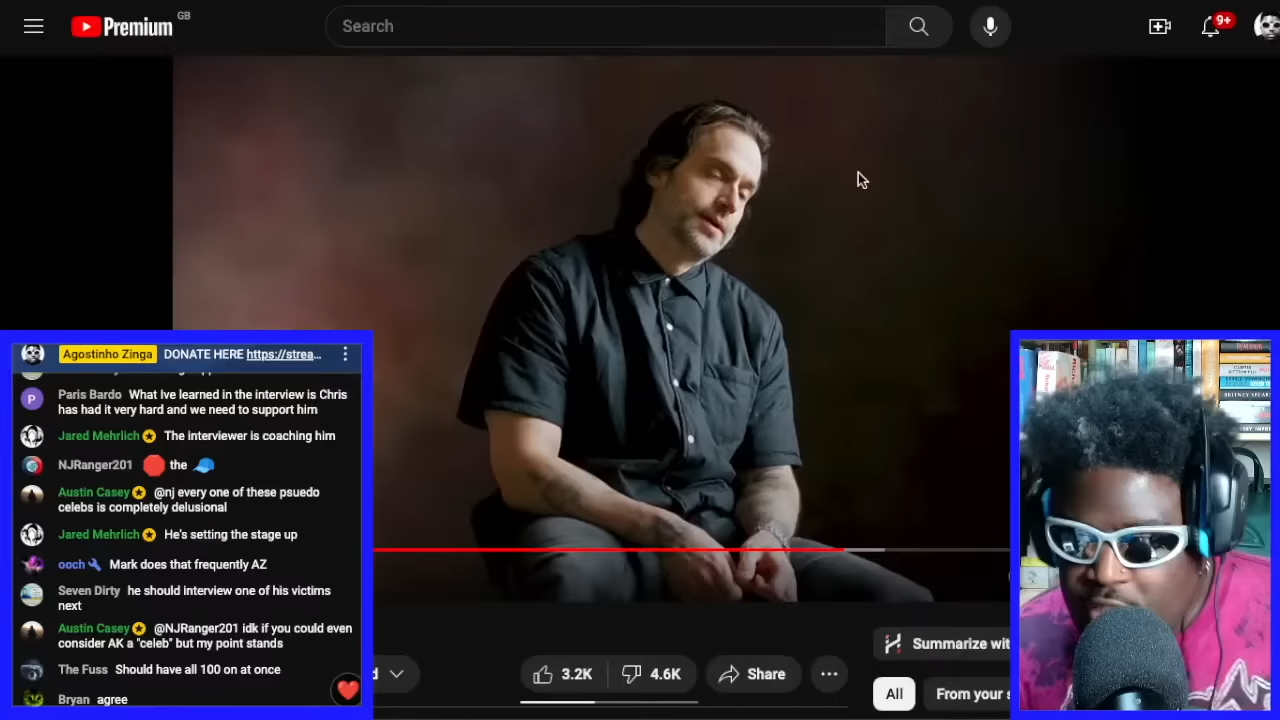 Premium
GB
Search
9+
Agostinho Zinga DONATE HERE https://strea...
Paris Bardo What Ive learned in the interview is Chris
has had it very hard and we need to support him
Jared Mehrlich The interviewer is coaching him
NJRanger201 the
Austin Casey @nj every one of these psuedo
celebs is completely delusional
Jared Mehrlich He's setting the stage up
ooch Mark does that frequently AZ
Seven Dirty he should interview one of his victims
next
Austin Casey @NJRanger201 idk if you could even
consider AK a "celeb" but my point stands
The Fuss Should have all 100 on at once
Bryan agree
d
3.2K
4.6K
Share
Summarize wit
All
From your s
BRITNEY SPEAR